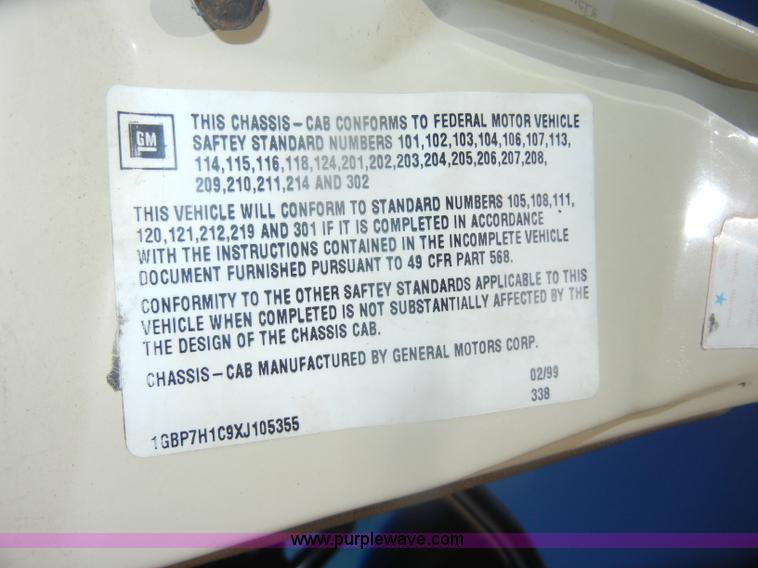 GM
THIS CHASSIS-CAB CONFORMS TO FEDERAL MOTOR VEHICLE
SAFTEY STANDARD NUMBERS 101,102,103,104,106,107,113,
114,115,116,118,124,201,202,203,204,205,206,207,208,
209,210,211,214 AND 302
THIS VEHICLE WILL CONFORM TO STANDARD NUMBERS 105,108,111,
120,121,212,219 AND 301 IF IT IS COMPLETED IN ACCORDANCE
WITH THE INSTRUCTIONS CONTAINED IN THE INCOMPLETE VEHICLE
DOCUMENT FURNISHED PURSUANT TO 49 CFR PART 568.
CONFORMITY TO THE OTHER SAFTEY STANDARDS APPLICABLE TO THIS
VEHICLE WHEN COMPLETED IS NOT SUBSTANTIALLY AFFECTED BY THE
THE DESIGN OF THE CHASSIS CAB.
CHASSIS-CAB MANUFACTURED BY GENERAL MOTORS CORP.
02/99
338
1GBP7H1C9XJ105355
www.purplewave.com